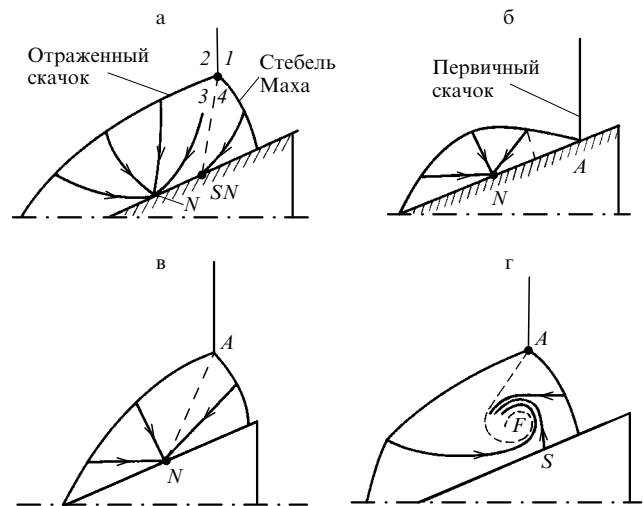 а
Отраженный
скачок
2 1
Стебель
Маха
3 4
N
SN
б
Первичный
скачок
N
A
в
A
N
г
A
F
S